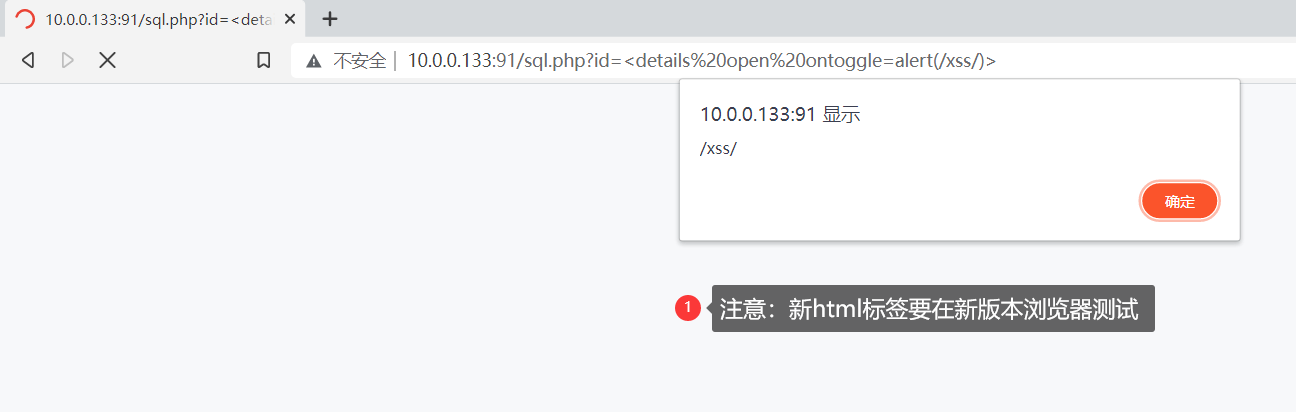 10.0.0.133:91/sql.php?id=<deta
不安全 | 10.0.0.133:91/sql.php?id=<details%20open%20ontoggle=alert(/xss/)>
10.0.0.133:91 显示
/xss/
确定
1 注意：新html标签要在新版本浏览器测试